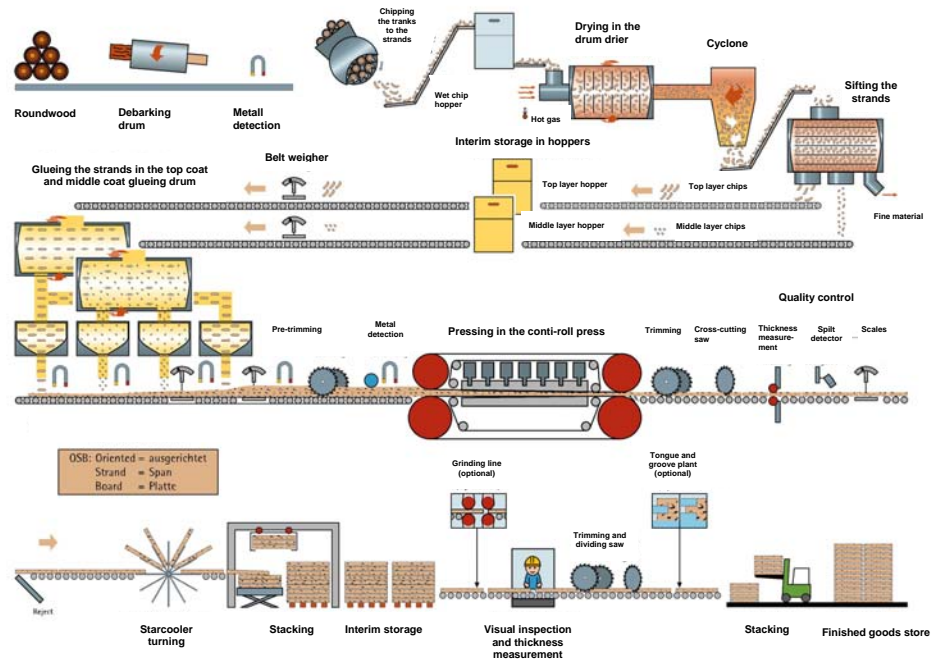 Chipping
the tranks
to the
strands
Drying in the
drum drier
Cyclone
Sifting the
strands
Roundwood
Debarking
drum
Metall
detection
Wet chip
hopper
Hot gas
Interim storage in hoppers
Glueing the strands in the top coat
and middle coat glueing drum
Belt weigher
Top layer hopper
Top layer chips
Fine material
Middle layer hopper
Middle layer chips
Quality control
Pre-trimming
Metal
detection
Pressing in the conti-roll press
Trimming
Cross-cutting
saw
Thickness
measure-
ment
Spilt
detector
Scales
OSB: Oriented = ausgerichtet
Strand = Span
Board = Platte
Grinding line
(optional)
Tongue and
groove plant
(optional)
Trimming and
dividing saw
Reject
Starcooler
turning
Stacking
Interim storage
Visual inspection
and thickness
measurement
Stacking
Finished goods store